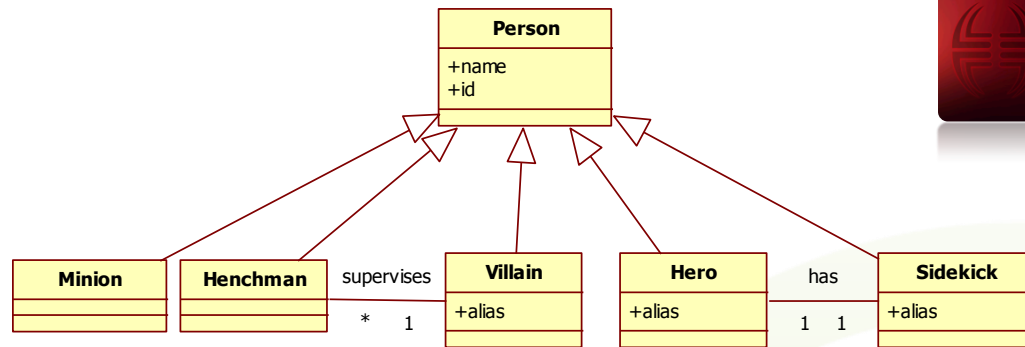 Person
+name
+id
Minion
Henchman
supervises
* 1
Villain
+alias
Hero
+alias
has
1 1
Sidekick
+alias